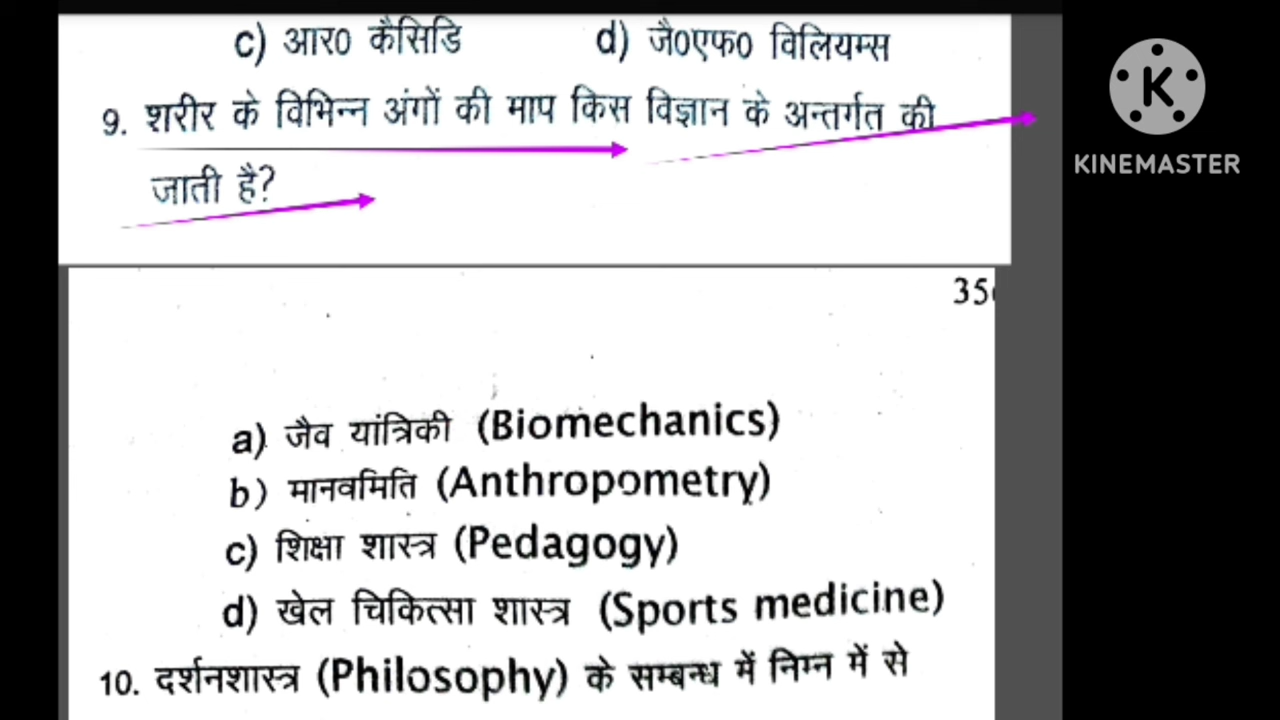 c) आर0 कैसिडि d) जै0एफ0 विलियम्स
9. शरीर के विभिन्न अंगों की माप किस विज्ञान के अन्तर्गत की
जाती है?
K
KINEMASTER
a) जैव यांत्रिकी (Biomechanics)
b) मानवमिति (Anthropometry)
c) शिक्षा शास्त्र (Pedagogy)
d) खेल चिकित्सा शास्त्र (Sports medicine)
10. दर्शनशास्त्र (Philosophy) के सम्बन्ध में निम्न में से